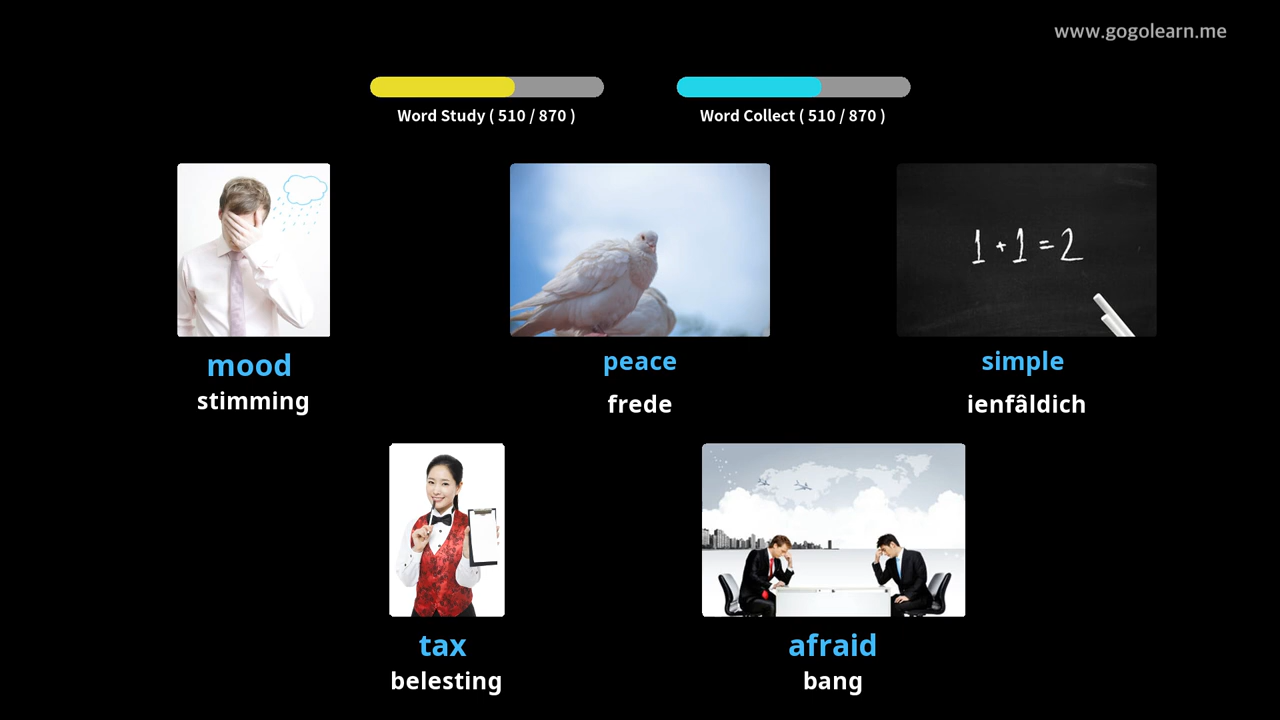 www.gogolearn.me
Word Study ( 510 / 870 )
Word Collect ( 510 / 870 )
mood
stimming
peace
frede
1 + 1 = 2
simple
ienfâldich
tax
belesting
afraid
bang